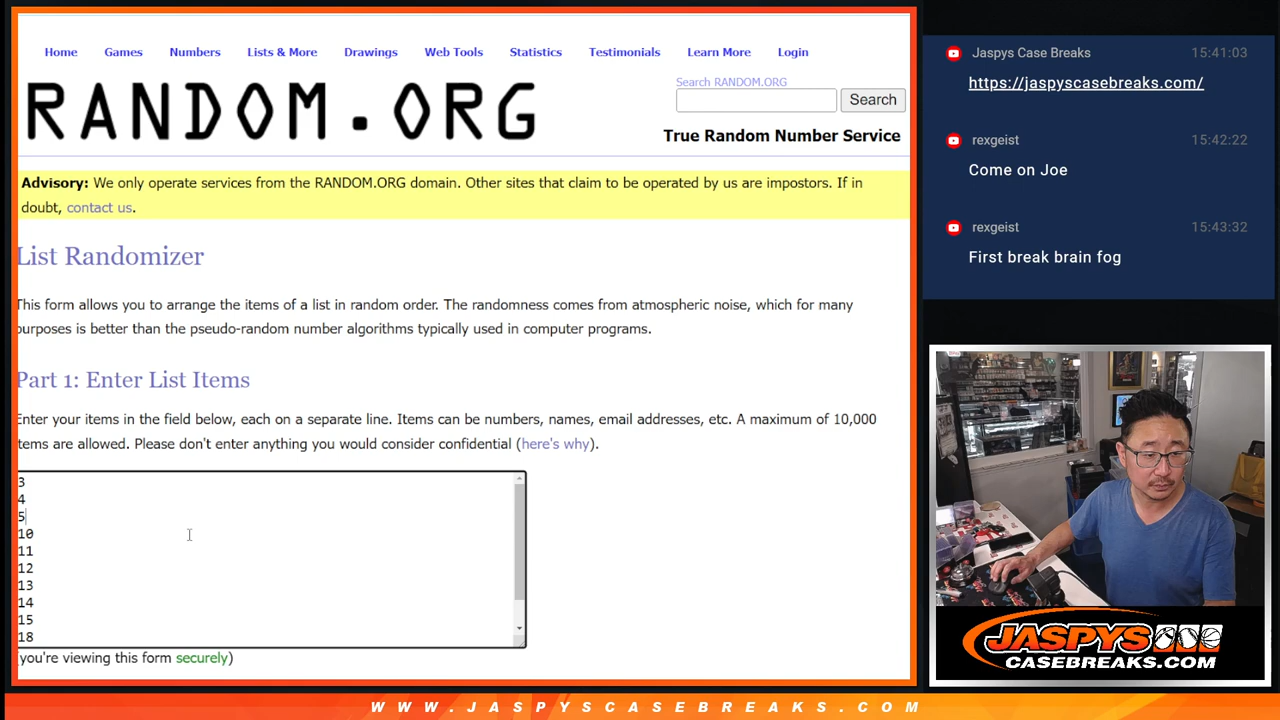 Home Games Numbers Lists & More Drawings Web Tools Statistics Testimonials Learn More Login
RANDOM.ORG
Search RANDOM.ORG
Search
True Random Number Service
Advisory: We only operate services from the RANDOM.ORG domain. Other sites that claim to be operated by us are impostors. If in
doubt, contact us.
List Randomizer
This form allows you to arrange the items of a list in random order. The randomness comes from atmospheric noise, which for many
purposes is better than the pseudo-random number algorithms typically used in computer programs.
Part 1: Enter List Items
Enter your items in the field below, each on a separate line. Items can be numbers, names, email addresses, etc. A maximum of 10,000
items are allowed. Please don't enter anything you would consider confidential (here's why).
3
4
5
10
11
12
13
14
15
18
(you're viewing this form securely)
Jaspys Case Breaks 15:41:03
https://jaspyscasebreaks.com/
rexgeist 15:42:22
Come on Joe
rexgeist 15:43:32
First break brain fog
JASPYS
CASEBREAKS.COM
WWW.JASPYSCASEBREAKS.COM